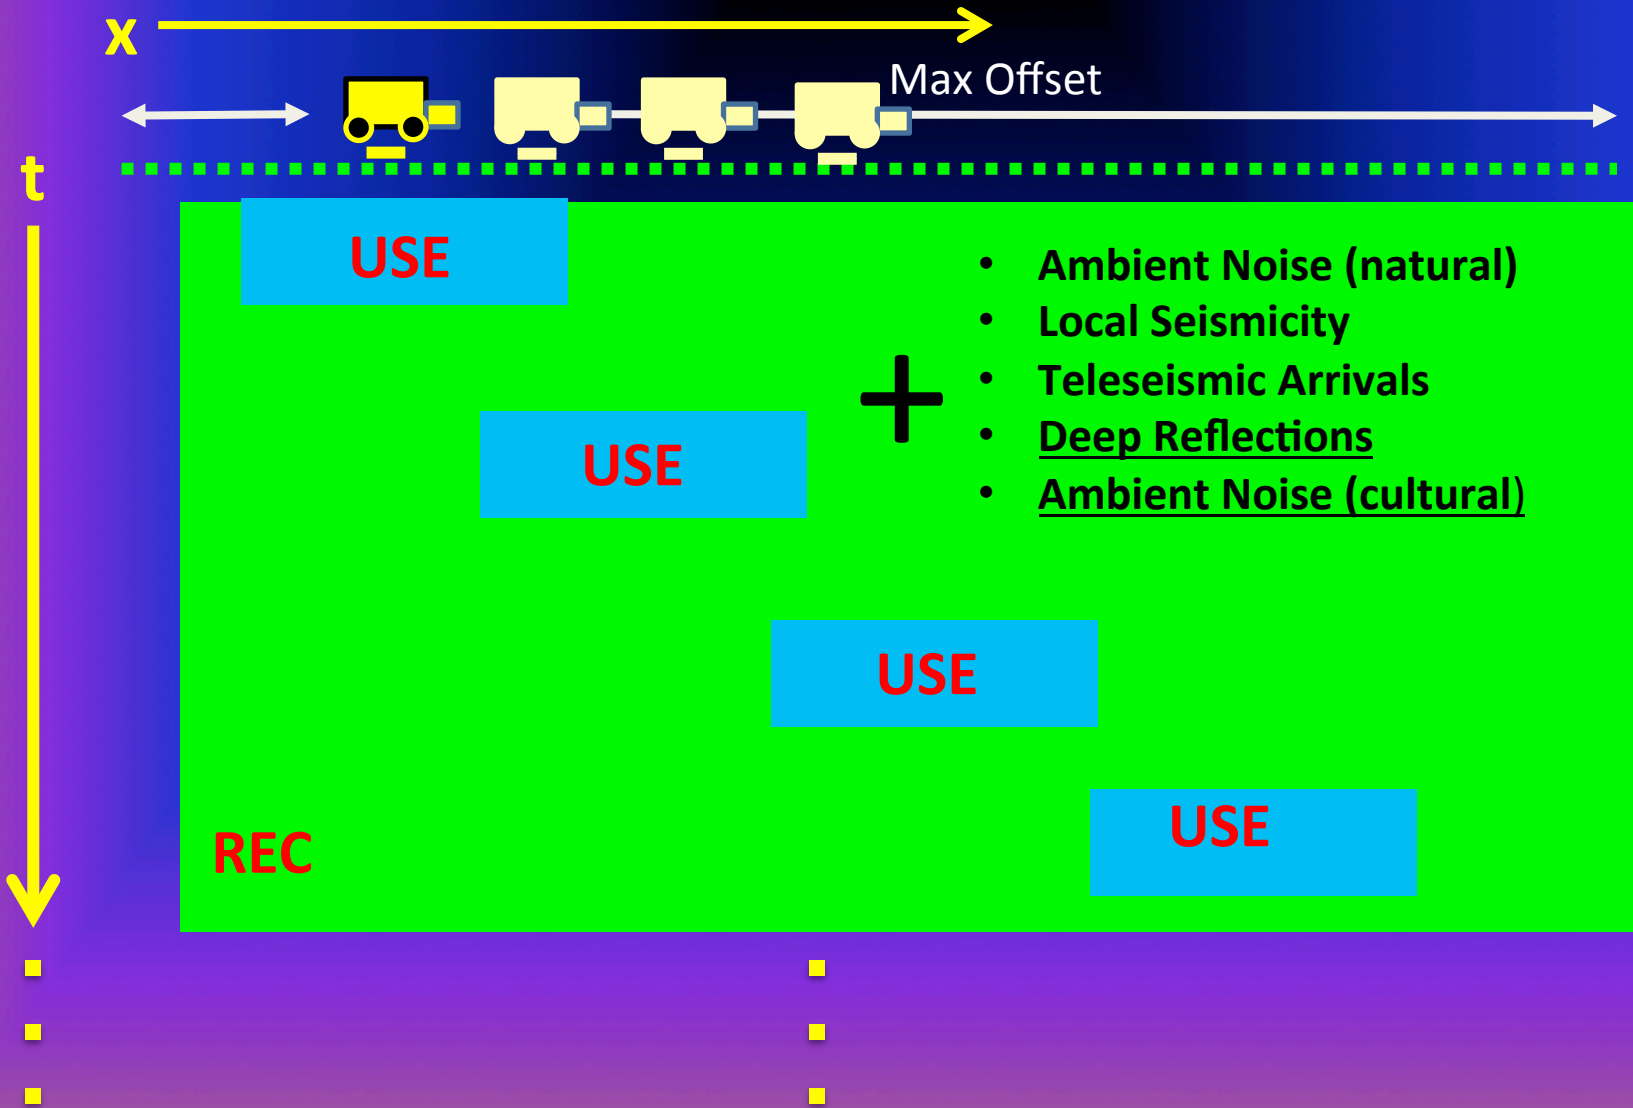 x
Max Offset
t
USE
• Ambient Noise (natural)
• Local Seismicity
• Teleseismic Arrivals
+
• Deep Reflections
USE
• Ambient Noise (cultural)
USE
USE
REC